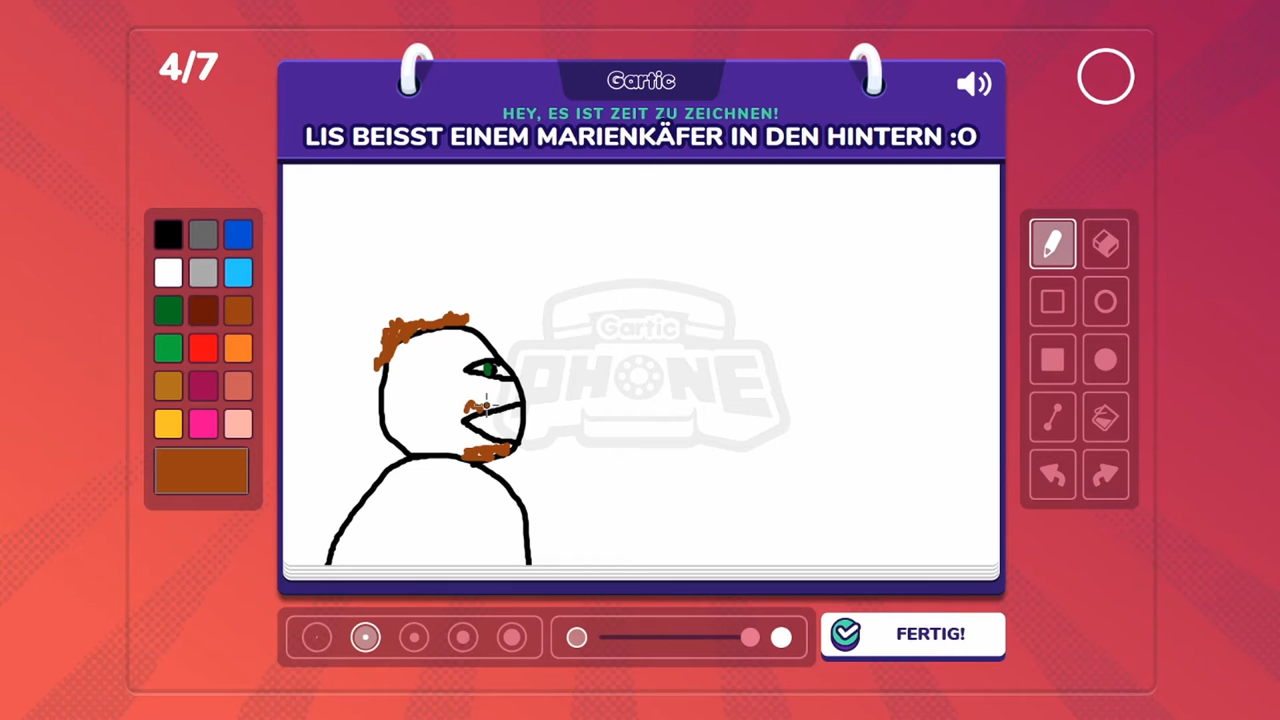 4/7
Gartic
HEY, ES IST ZEIT ZU ZEICHNEN!
LIS BEISST EINEM MARIENKÄFER IN DEN HINTERN :O
Gartic
PHONE
FERTIG!